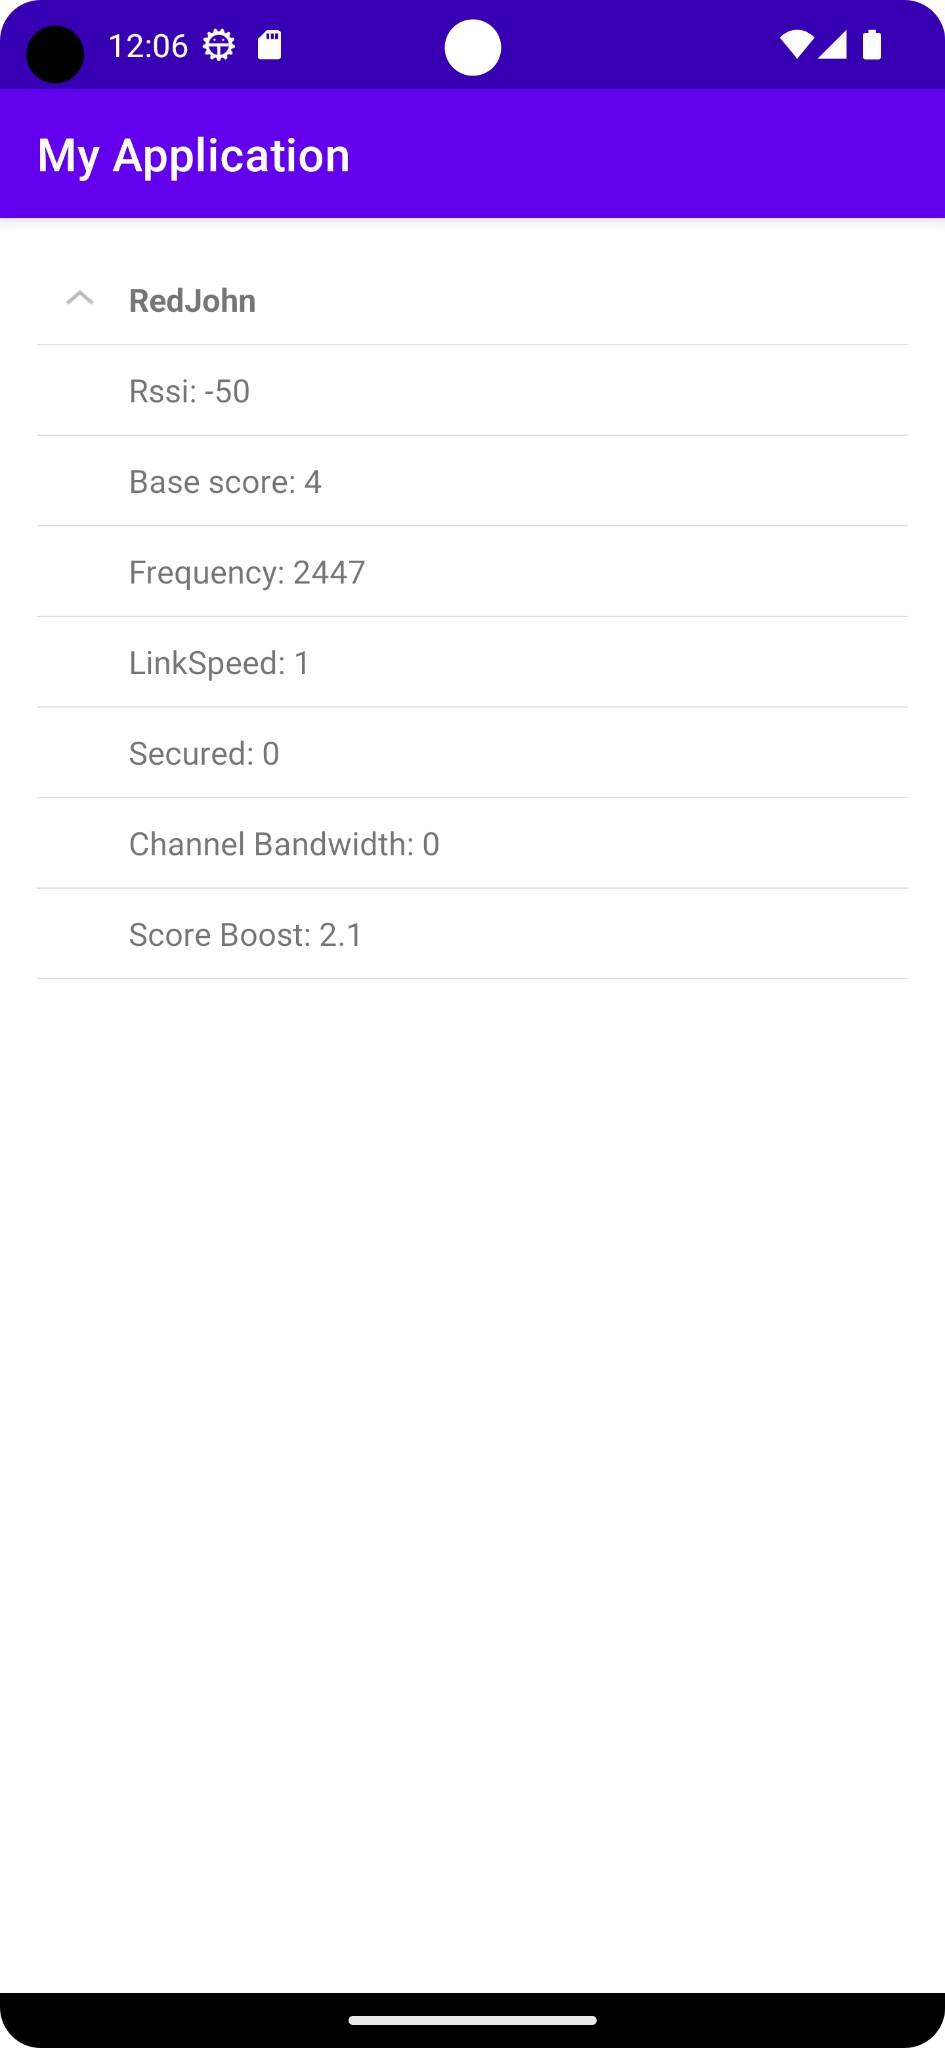 12:06
My Application
RedJohn
Rssi: -50
Base score: 4
Frequency: 2447
LinkSpeed: 1
Secured: 0
Channel Bandwidth: 0
Score Boost: 2.1